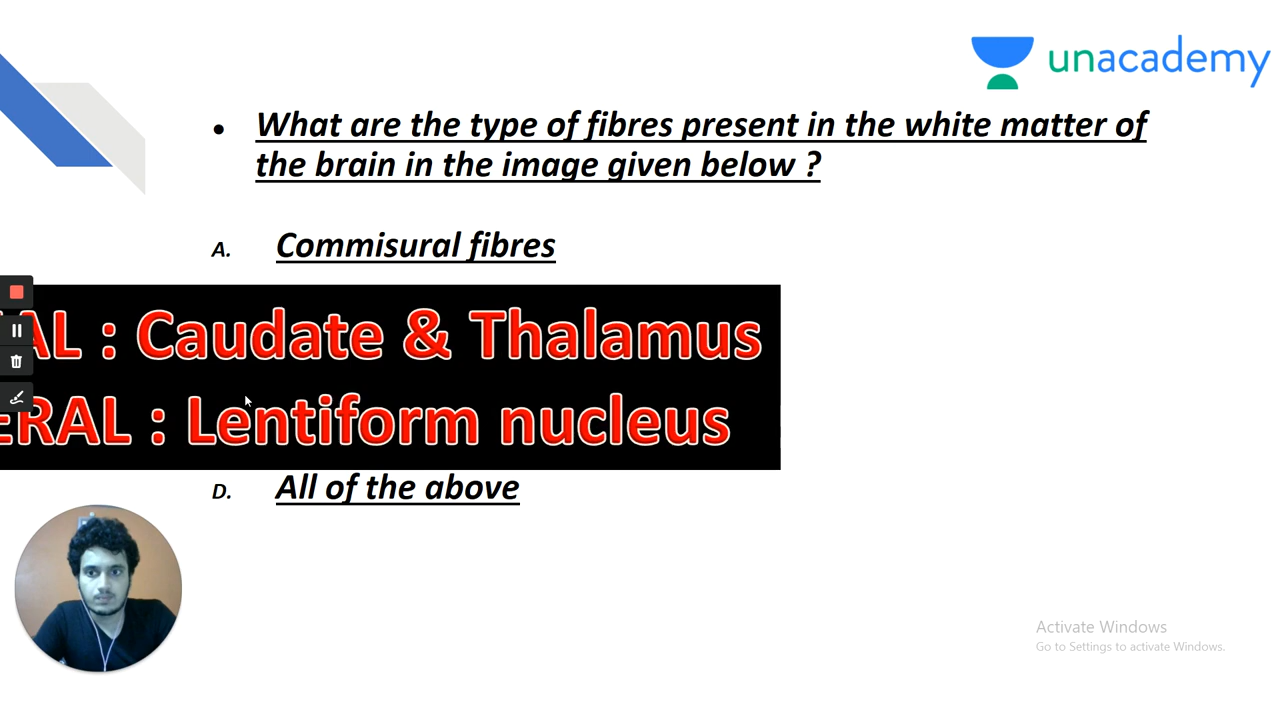 unacademy
• What are the type of fibres present in the white matter of
the brain in the image given below ?
A. Commisural fibres
AL : Caudate & Thalamus
ERAL : Lentiform nucleus
D. All of the above
Activate Windows
Go to Settings to activate Windows.